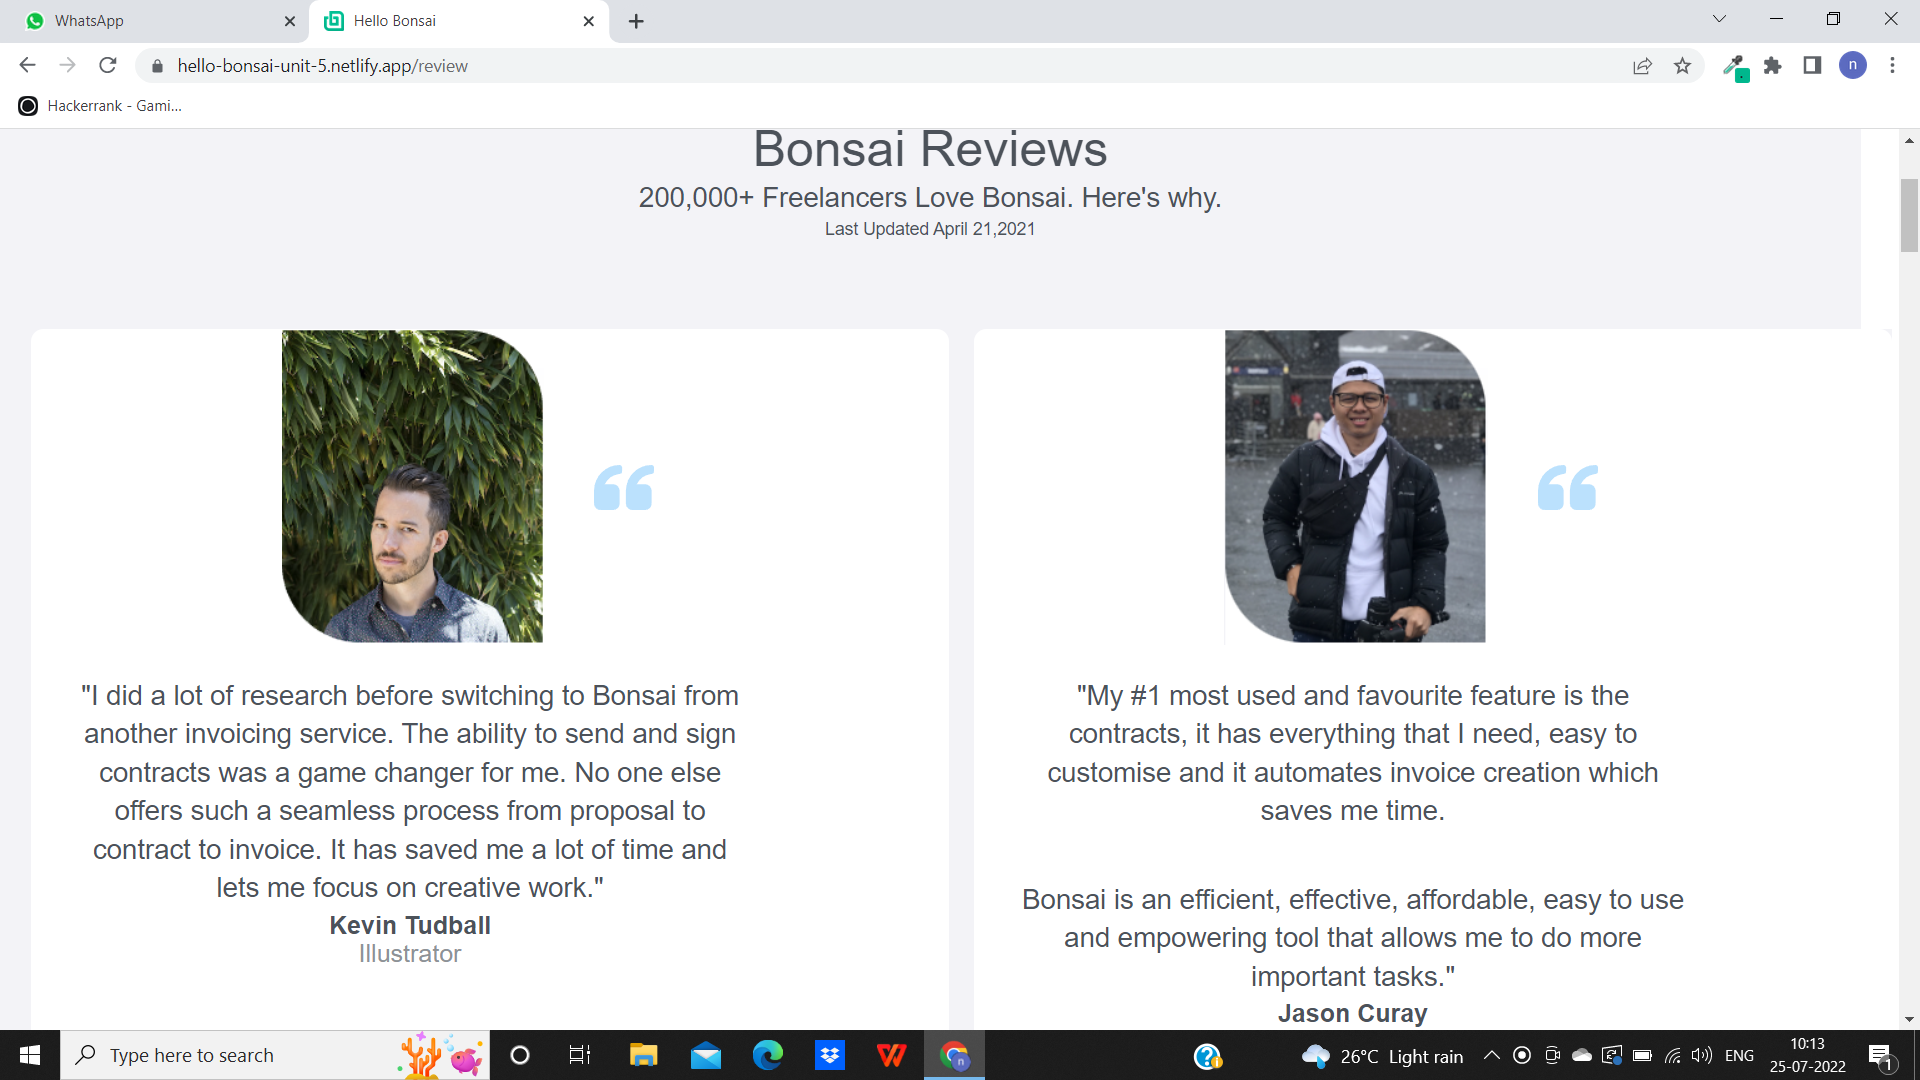 WhatsApp
Hello Bonsai
hello-bonsai-unit-5.netlify.app/review
n
Hackerrank - Gami...
Bonsai Reviews
200,000+ Freelancers Love Bonsai. Here's why.
Last Updated April 21,2021
"I did a lot of research before switching to Bonsai from
another invoicing service. The ability to send and sign
contracts was a game changer for me. No one else
offers such a seamless process from proposal to
contract to invoice. It has saved me a lot of time and
lets me focus on creative work."
Kevin Tudball
Illustrator
"My #1 most used and favourite feature is the
contracts, it has everything that I need, easy to
customise and it automates invoice creation which
saves me time.
Bonsai is an efficient, effective, affordable, easy to use
and empowering tool that allows me to do more
important tasks."
Jason Curay
Type here to search
n
26°C Light rain
ENG
10:13
25-07-2022
1